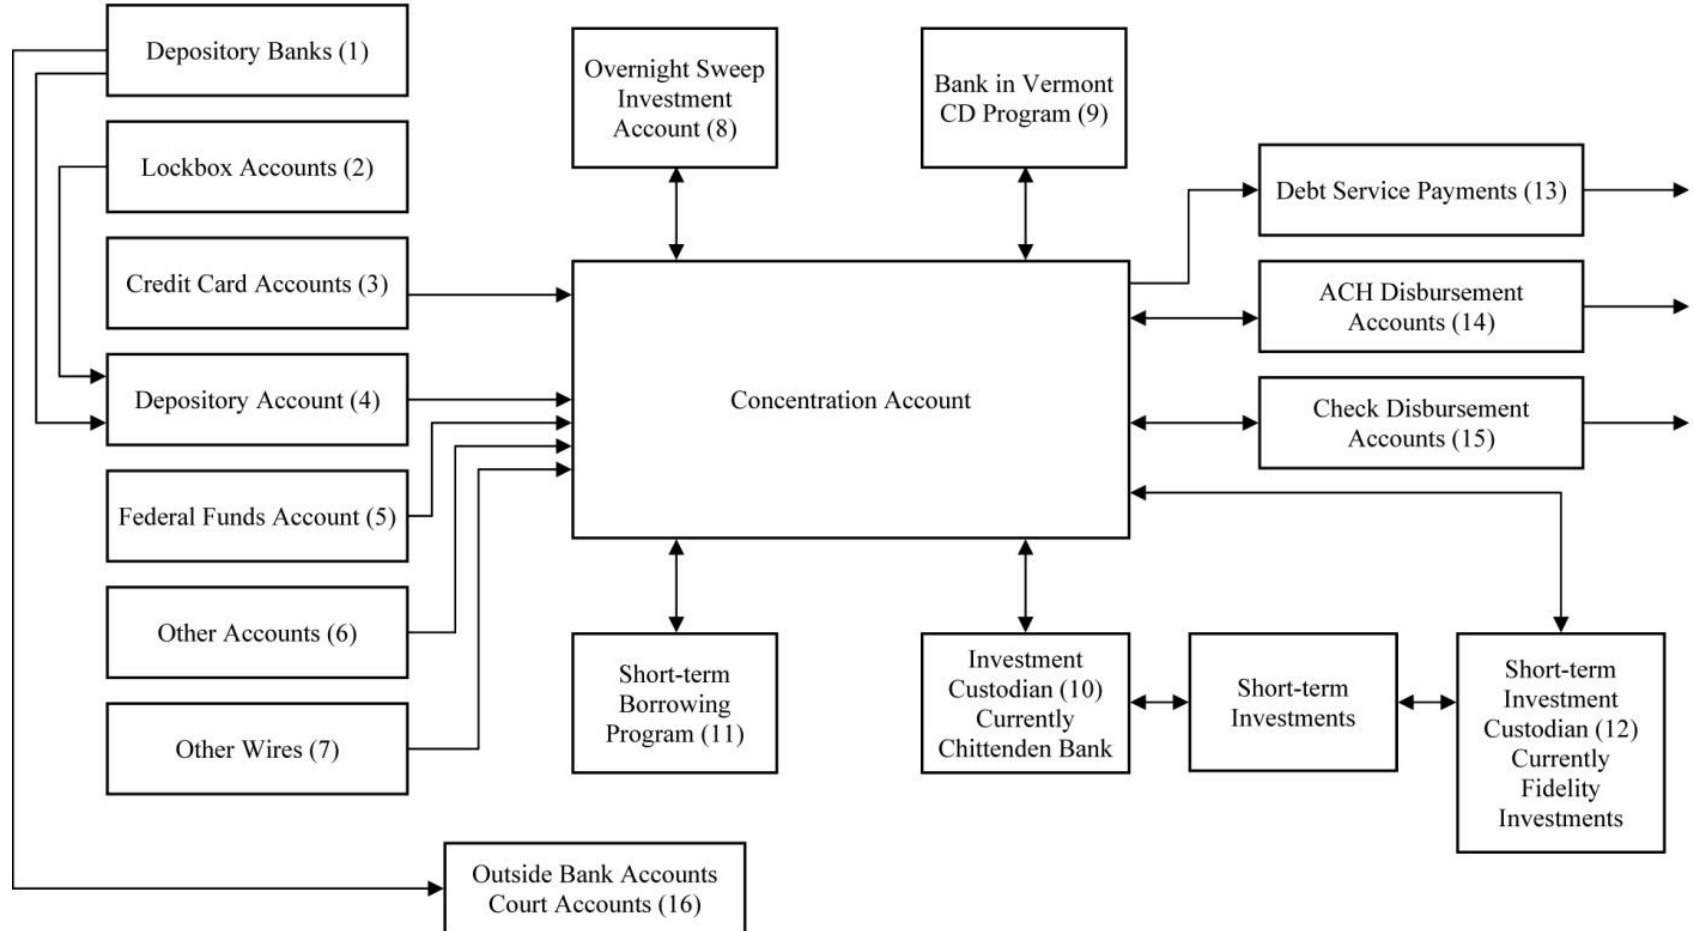 Depository Banks (1)
Lockbox Accounts (2)
Credit Card Accounts (3)
Depository Account (4)
Federal Funds Account (5)
Other Accounts (6)
Other Wires (7)
Overnight Sweep
Investment
Account (8)
Bank in Vermont
CD Program (9)
Concentration Account
Debt Service Payments (13)
ACH Disbursement
Accounts (14)
Check Disbursement
Accounts (15)
Short-term
Borrowing
Program (11)
Investment
Custodian (10)
Currently
Chittenden Bank
Short-term
Investments
Short-term
Investment
Custodian (12)
Currently
Fidelity
Investments
Outside Bank Accounts
Court Accounts (16)